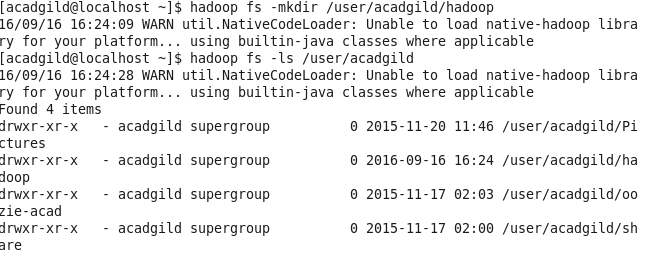 [acadgild@localhost ~]$ hadoop fs -mkdir /user/acadgild/hadoop
16/09/16 16:24:09 WARN util.NativeCodeLoader: Unable to load native-hadoop libra
ry for your platform... using builtin-java classes where applicable
[acadgild@localhost ~]$ hadoop fs -ls /user/acadgild
16/09/16 16:24:28 WARN util.NativeCodeLoader: Unable to load native-hadoop libra
ry for your platform... using builtin-java classes where applicable
Found 4 items
drwxr-xr-x   - acadgild supergroup          0 2015-11-20 11:46 /user/acadgild/Pi
ctures
drwxr-xr-x   - acadgild supergroup          0 2016-09-16 16:24 /user/acadgild/ha
doop
drwxr-xr-x   - acadgild supergroup          0 2015-11-17 02:03 /user/acadgild/oo
zie-acad
drwxr-xr-x   - acadgild supergroup          0 2015-11-17 02:00 /user/acadgild/sh
are